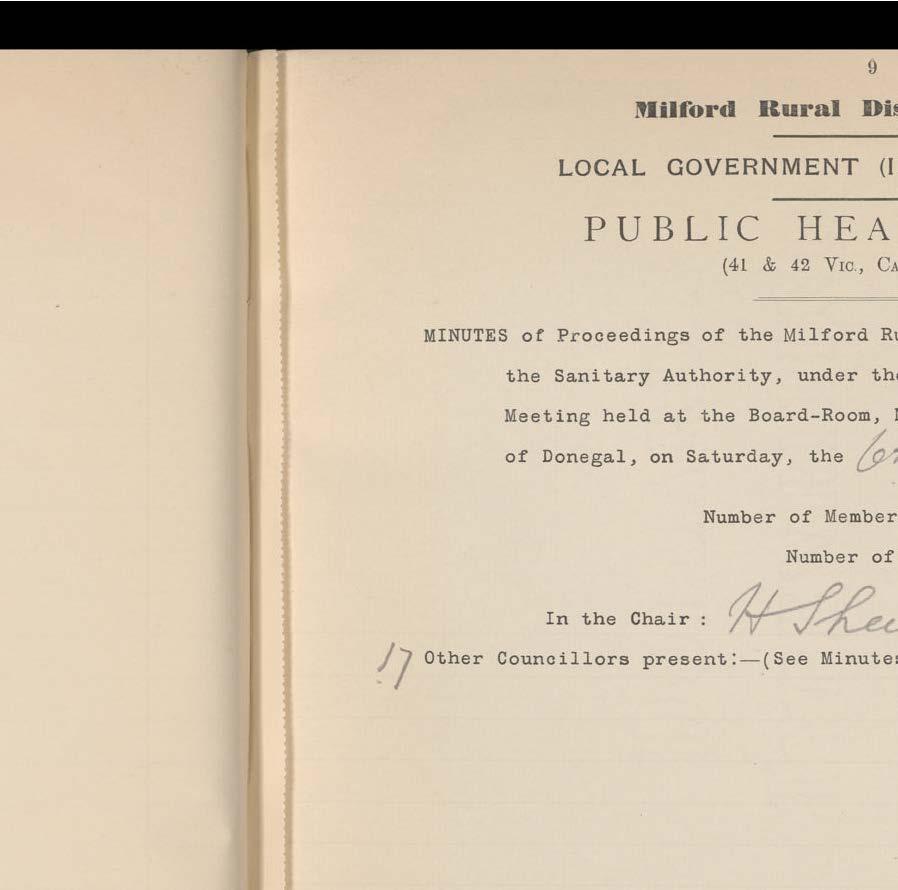 9
Milford Rural Dis
LOCAL GOVERNMENT (I
PUBLIC HEA
(41 & 42 VIC., CA
MINUTES of Proceedings of the Milford Ru
the Sanitary Authority, under the
Meeting held at the Board-Room, M
of Donegal, on Saturday, the
Number of Member
Number of
In the Chair : H
17 Other Councillors present:—(See Minutes